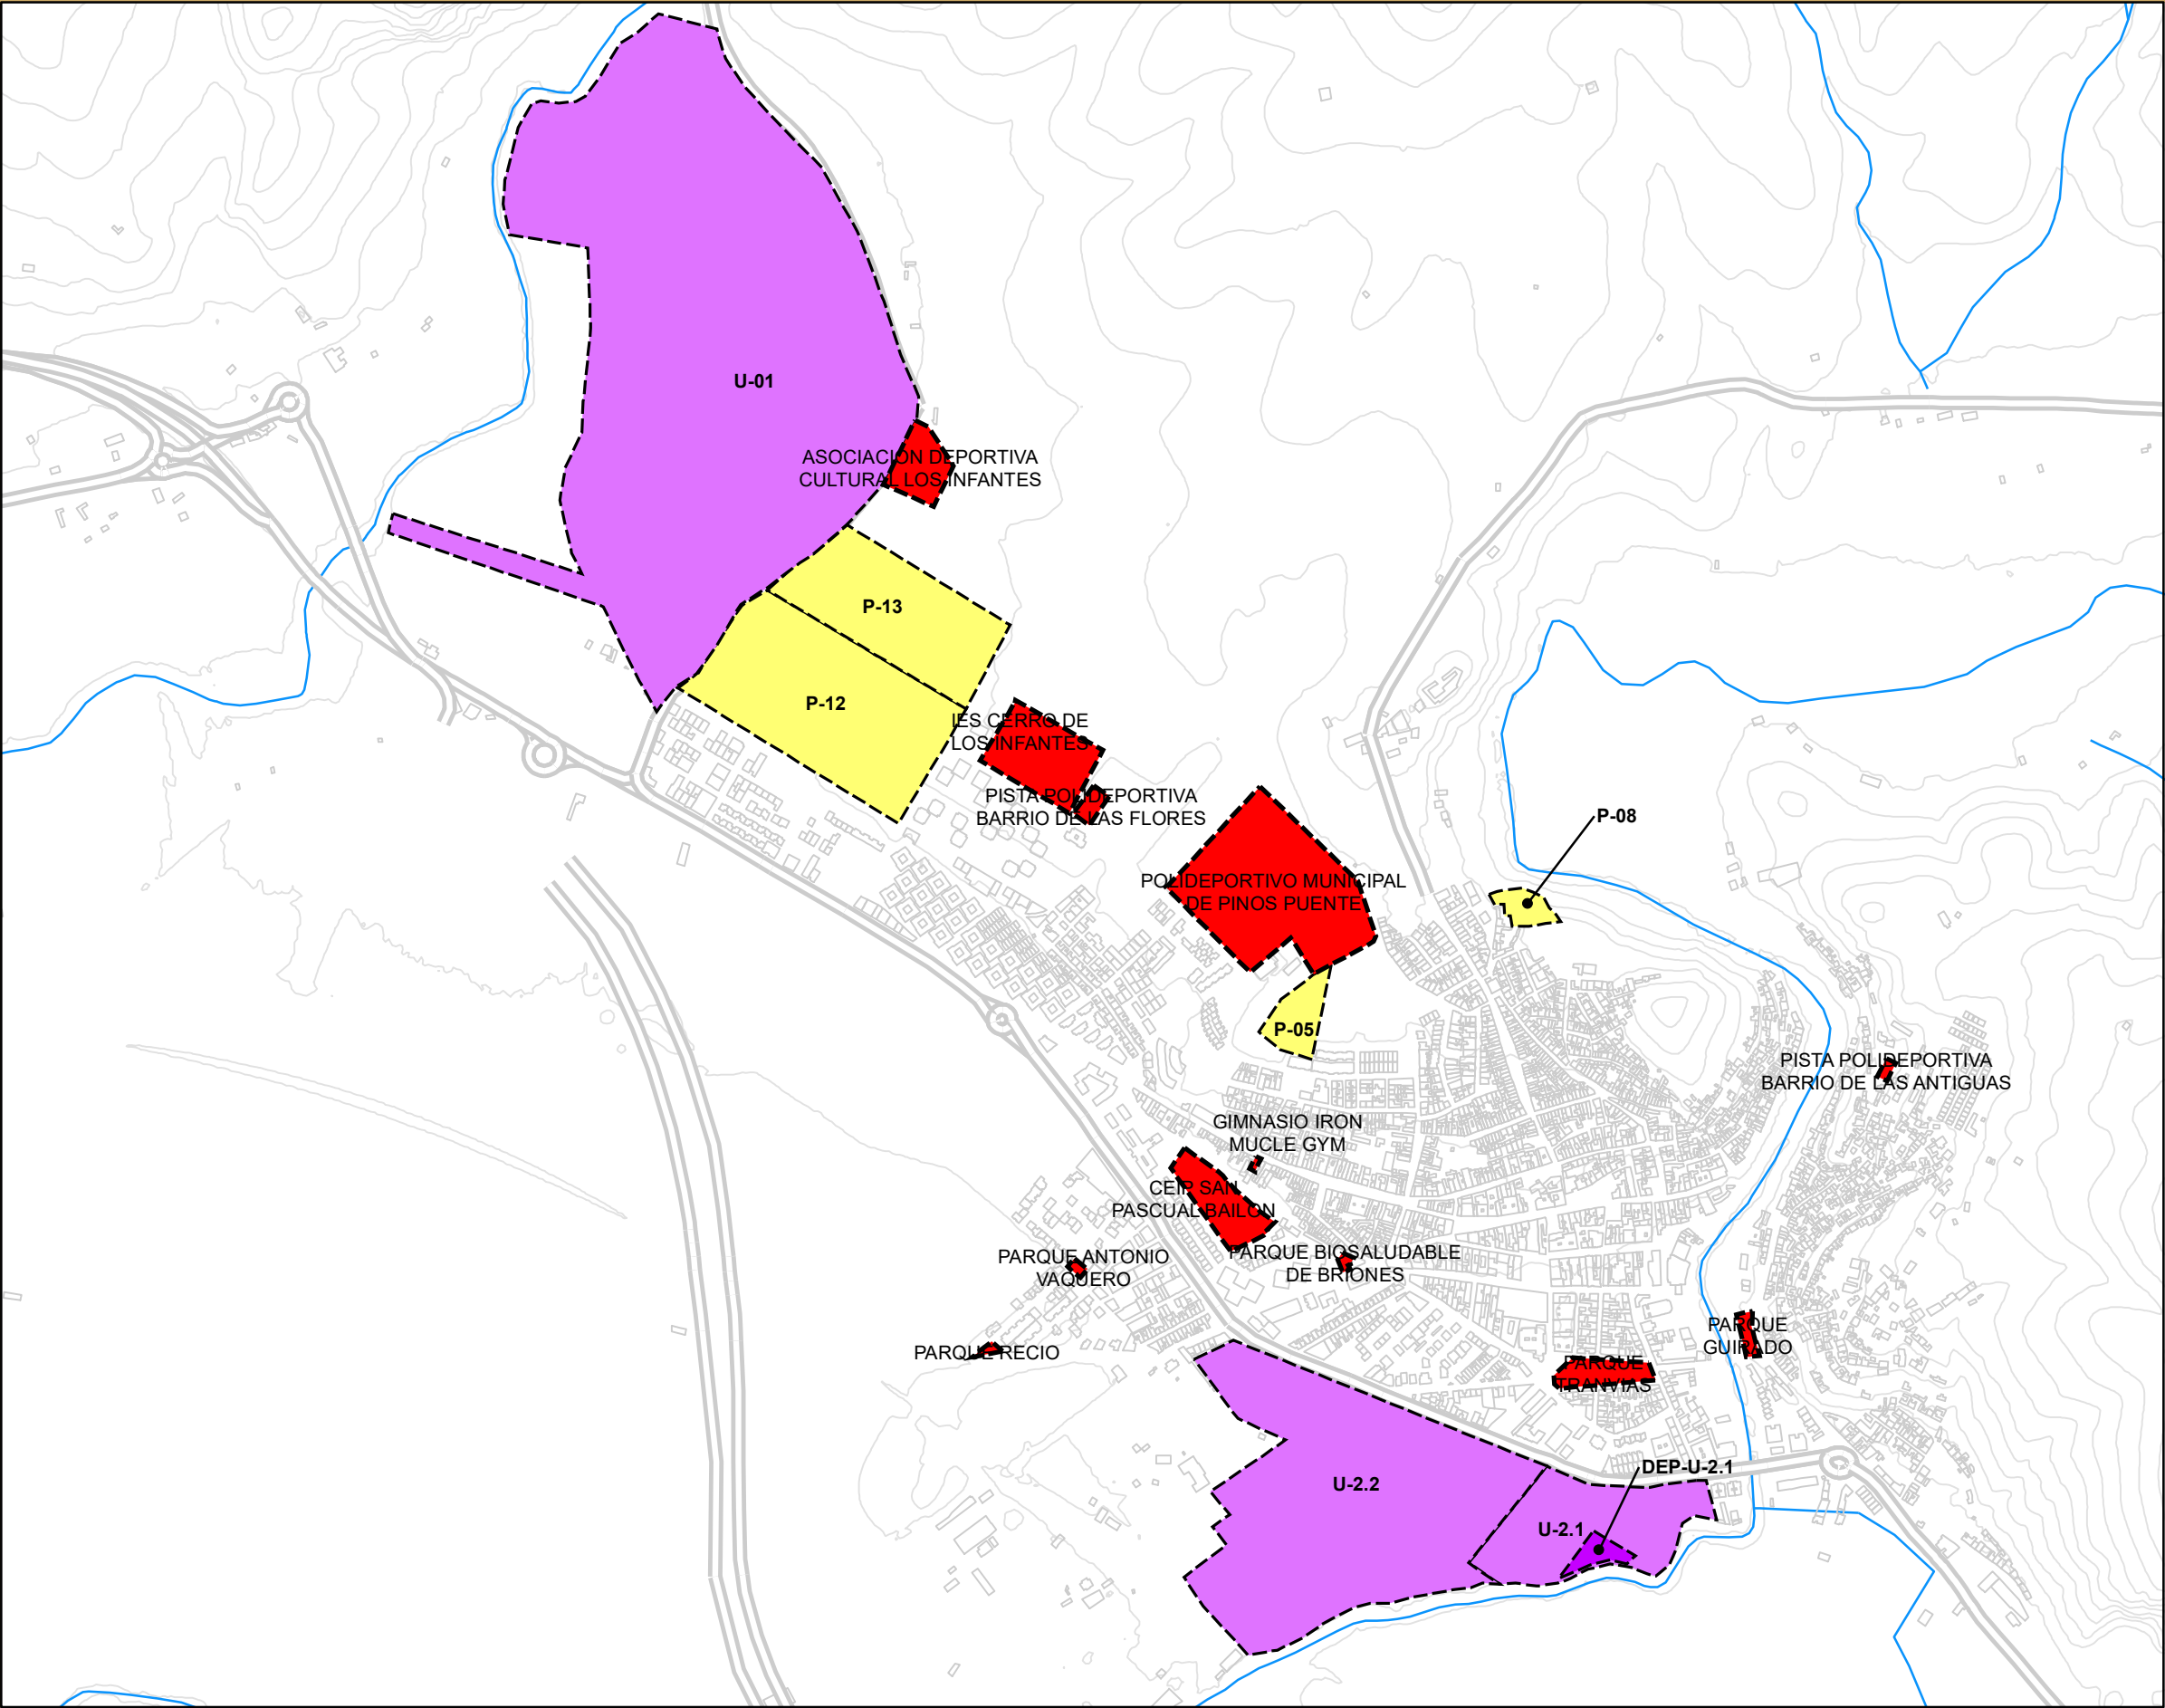 U-01
ASOCIACIÓN DEPORTIVA
CULTURAL LOS INFANTES
P-13
P-12
IES CERRO DE
LOS INFANTES
PISTA POLIDEPORTIVA
BARRIO DE LAS FLORES
P-08
POLIDEPORTIVO MUNICIPAL
DE PINOS PUENTE
P-05
PISTA POLIDEPORTIVA
BARRIO DE LAS ANTIGUAS
GIMNASIO IRON
MUCLE GYM
CEIP SAN
PASCUAL BAILON
PARQUE ANTONIO
VAQUERO
PARQUE BIOSALUDABLE
DE BRIONES
PARQUE RECIO
PARQUE
GUIRADO
PARQUE
TRANVIAS
DEP-U-2.1
U-2.2
U-2.1